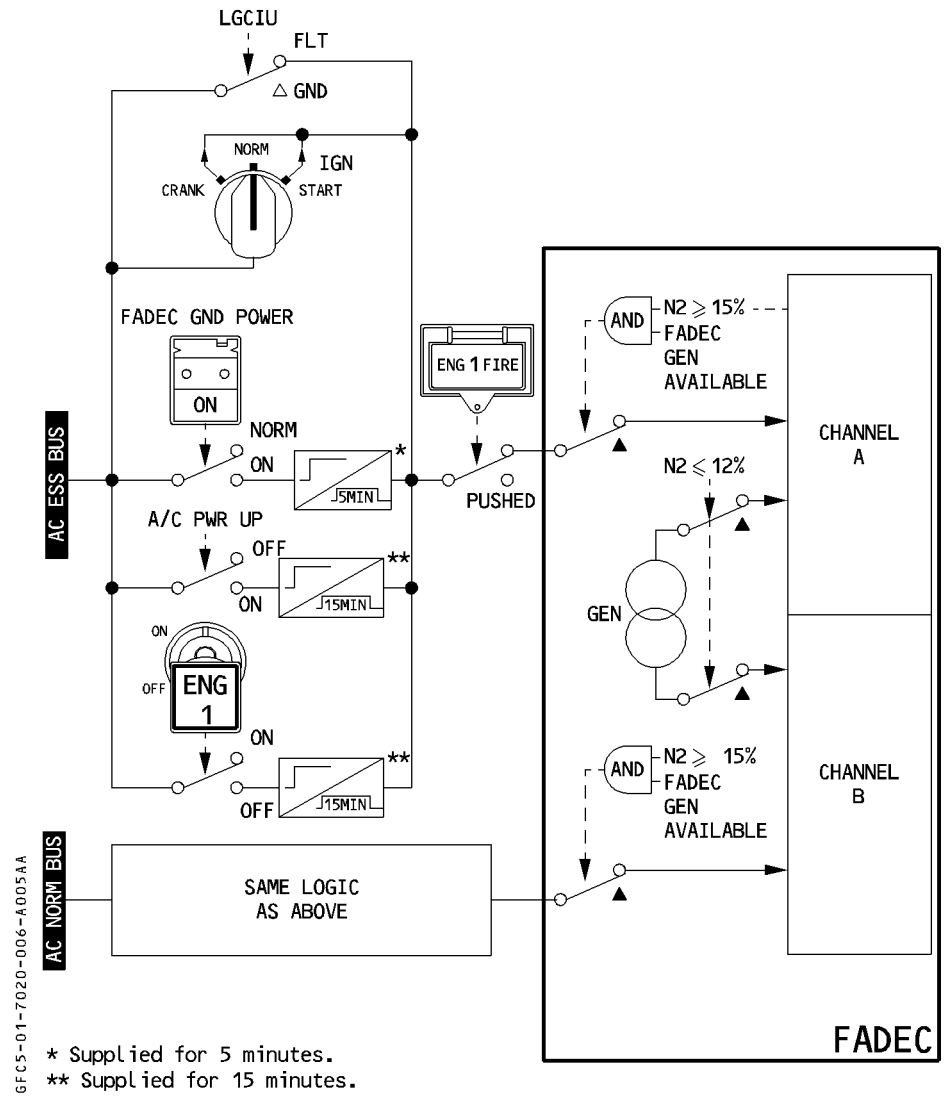 LGCIU
FLT
GND
NORM
IGN
CRANK
START
FADEC GND POWER
ON
NORM
ON
*
5MIN
AC ESS BUS
A/C PWR UP
OFF
ON
**
15MIN
ON
OFF
ENG
1
ON
OFF
**
15MIN
ENG 1 FIRE
PUSHED
AND
N2 ⩾ 15%
FADEC
GEN
AVAILABLE
CHANNEL
A
N2 ⩽ 12%
GEN
AND
N2 ⩾ 15%
FADEC
GEN
AVAILABLE
CHANNEL
B
AC NORM BUS
SAME LOGIC
AS ABOVE
FADEC
GFC5-01-7020-006-A005AA
* Supplied for 5 minutes.
** Supplied for 15 minutes.